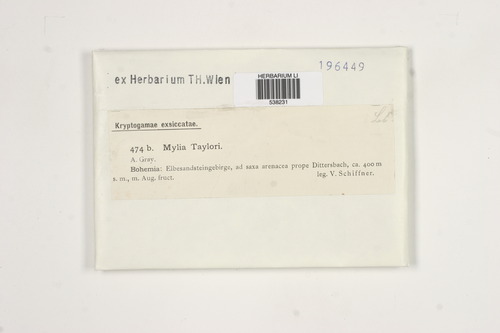 196449
ex Herbarium TH.Wien
HERBARIUM LI
538231
Kryptogamae exsiccatae.
474 b. Mylia Taylori.
A. Gray.
Bohemia: Elbesandsteingebirge, ad saxa arenacea prope Dittersbach, ca. 400 m
s. m., m. Aug. fruct. leg. V. Schiffner.